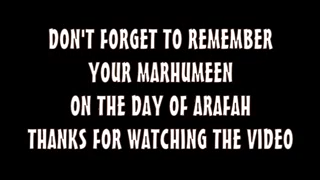 DON'T FORGET TO REMEMBER
YOUR MARHUMEEN
ON THE DAY OF ARAFAH
THANKS FOR WATCHING THE VIDEO